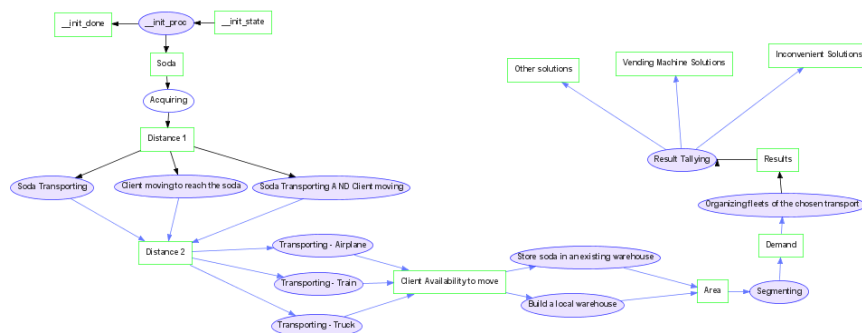 __init_done
__init_proc
__init_state
Soda
Acquiring
Distance 1
Soda Transporting
Client moving to reach the soda
Soda Transporting AND Client moving
Distance 2
Transporting - Airplane
Transporting - Train
Transporting - Truck
Client Availability to move
Store soda in an existing warehouse
Build a local warehouse
Area
Segmenting
Demand
Organizing fleets of the chosen transport
Results
Result Tallying
Other solutions
Vending Machine Solutions
Inconvenient Solutions